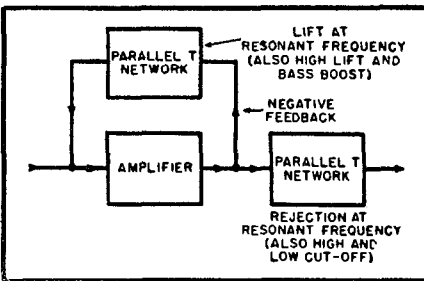 LIFT AT
RESONANT FREQUENCY
(ALSO HIGH LIFT AND
BASS BOOST)
PARALLEL T
NETWORK
NEGATIVE
FEEDBACK
AMPLIFIER
PARALLEL T
NETWORK
REJECTION AT
RESONANT FREQUENCY
(ALSO HIGH AND
LOW CUT-OFF)